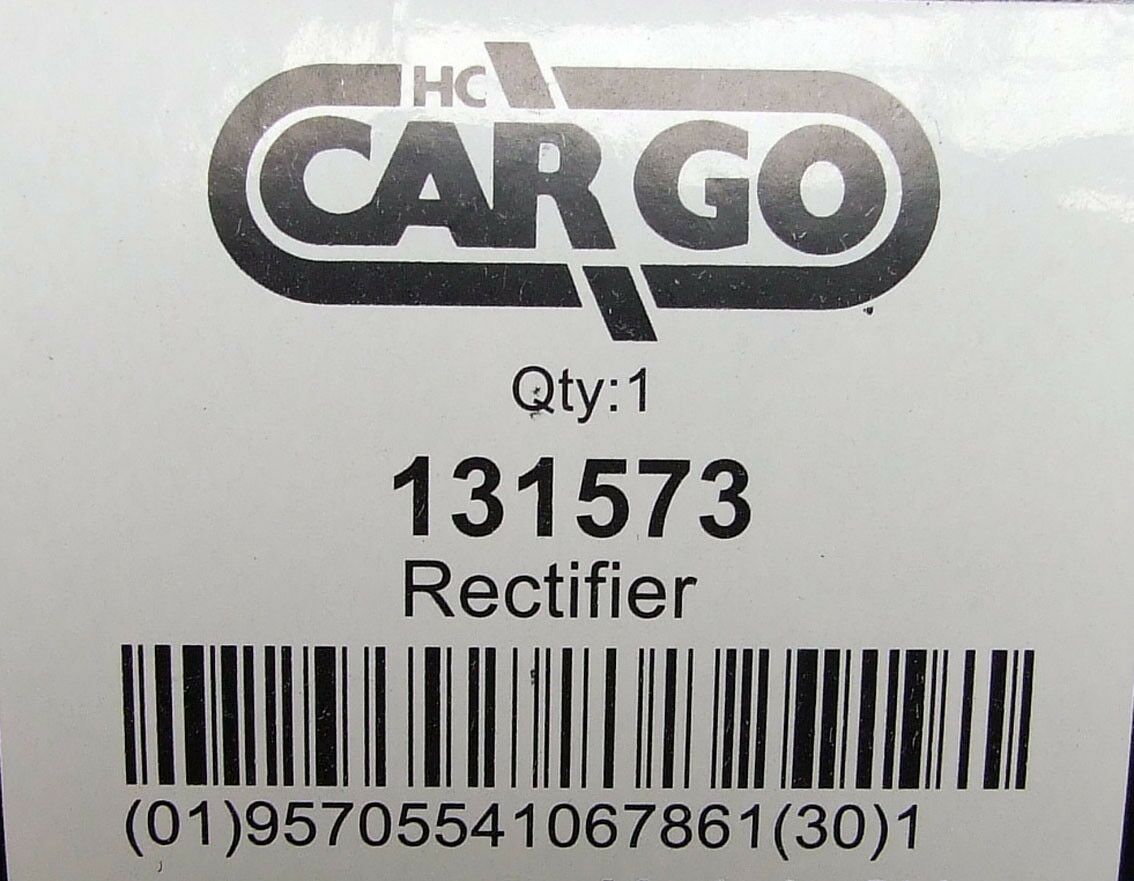 HC
CARGO
Qty:1
131573
Rectifier
(01)95705541067861(30)1